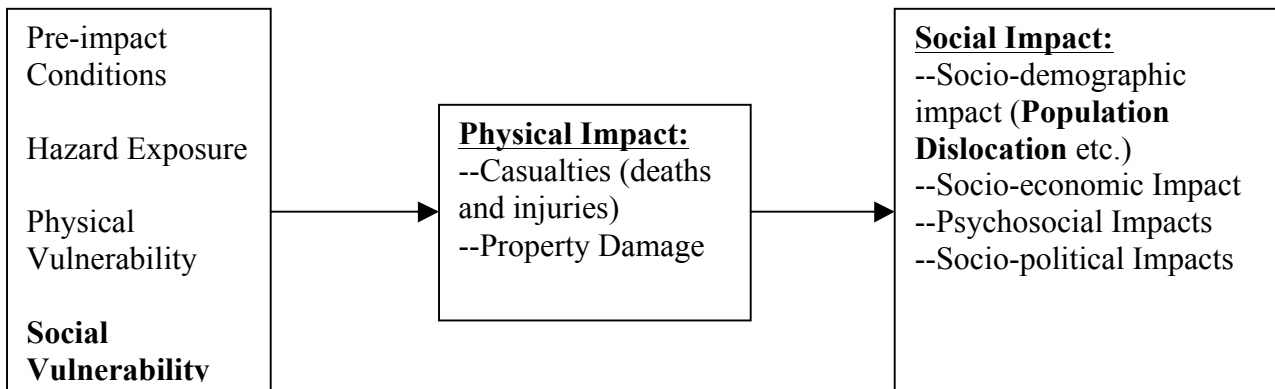 Pre-impact
Conditions
Hazard Exposure
Physical
Vulnerability
Social
Vulnerability
Physical Impact:
--Casualties (deaths
and injuries)
--Property Damage
Social Impact:
--Socio-demographic
impact (Population
Dislocation etc.)
--Socio-economic Impact
--Psychosocial Impacts
--Socio-political Impacts